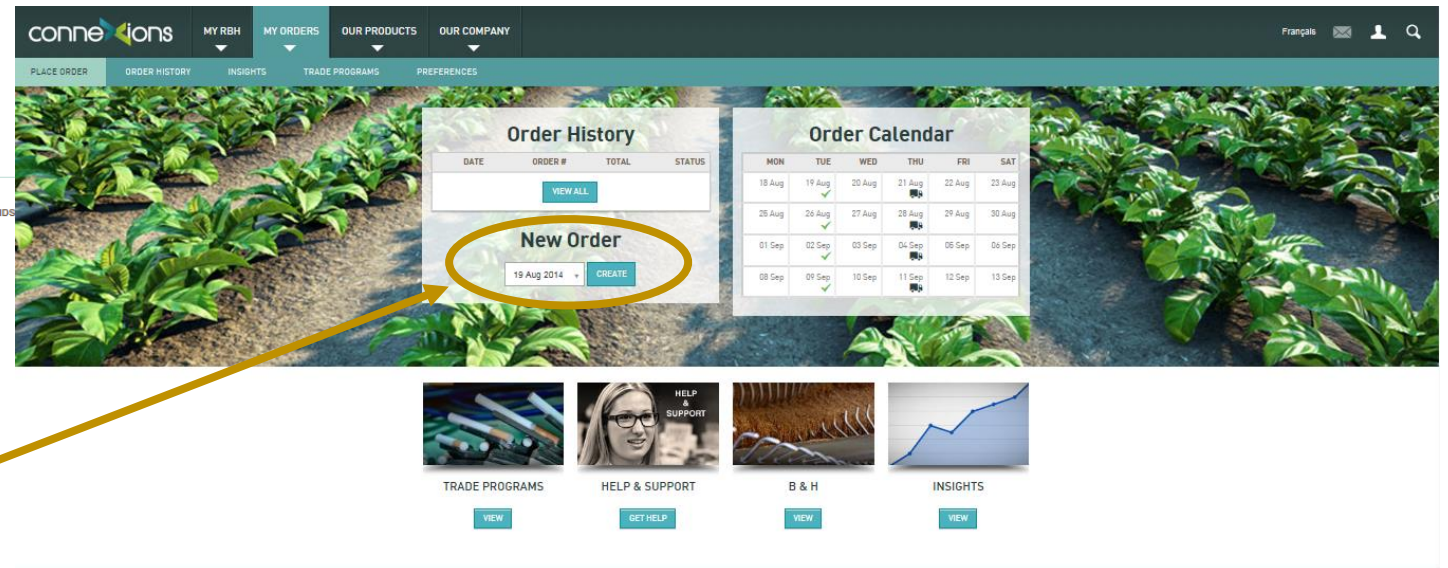 connexions MY RBH MY ORDERS OUR PRODUCTS OUR COMPANY Français
PLACE ORDER ORDER HISTORY INSIGHTS TRADE PROGRAMS PREFERENCES
Order History
DATE ORDER # TOTAL STATUS
VIEW ALL
New Order
19 Aug 2014 CREATE
Order Calendar
MON TUE WED THU FRI SAT
18 Aug 19 Aug 20 Aug 21 Aug 22 Aug 23 Aug
25 Aug 26 Aug 27 Aug 28 Aug 29 Aug 30 Aug
01 Sep 02 Sep 03 Sep 04 Sep 05 Sep 06 Sep
08 Sep 09 Sep 10 Sep 11 Sep 12 Sep 13 Sep
HELP
&
SUPPORT
TRADE PROGRAMS HELP & SUPPORT B & H INSIGHTS
VIEW GET HELP VIEW VIEW